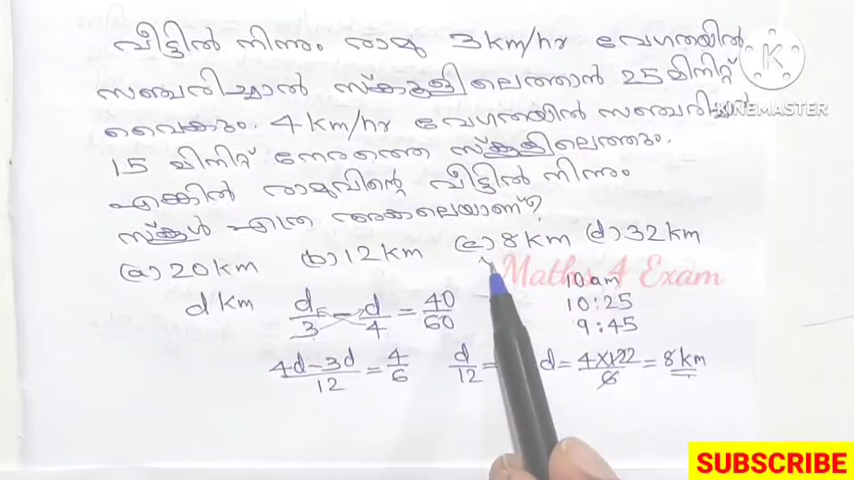 വീട്ടിൽ നിന്നും രാമു 3km/hr വേഗതയിൽ
സഞ്ചരിച്ചാൽ സ്കൂളിലെത്താൻ 25 മിനിറ്റ്
വൈകും. 4km/hr വേഗതയിൽ സഞ്ചരിച്ചാൽ
15 മിനിറ്റ് നേരത്തെ സ്കൂളിലെത്തും.
എങ്കിൽ രാമുവിന്റെ വീട്ടിൽ നിന്നും
സ്കൂൾ എത്ര അകലെയാണ്?
(a) 20km (b) 12km (c) 8km (d) 32km
Maths 4 Exam
10am
10:25
9:45
d km d/3 - d/4 = 40/60
4d-3d/12 = 4/6 d/12 = d = 4×12/6 = 8km
KINEMASTER
SUBSCRIBE